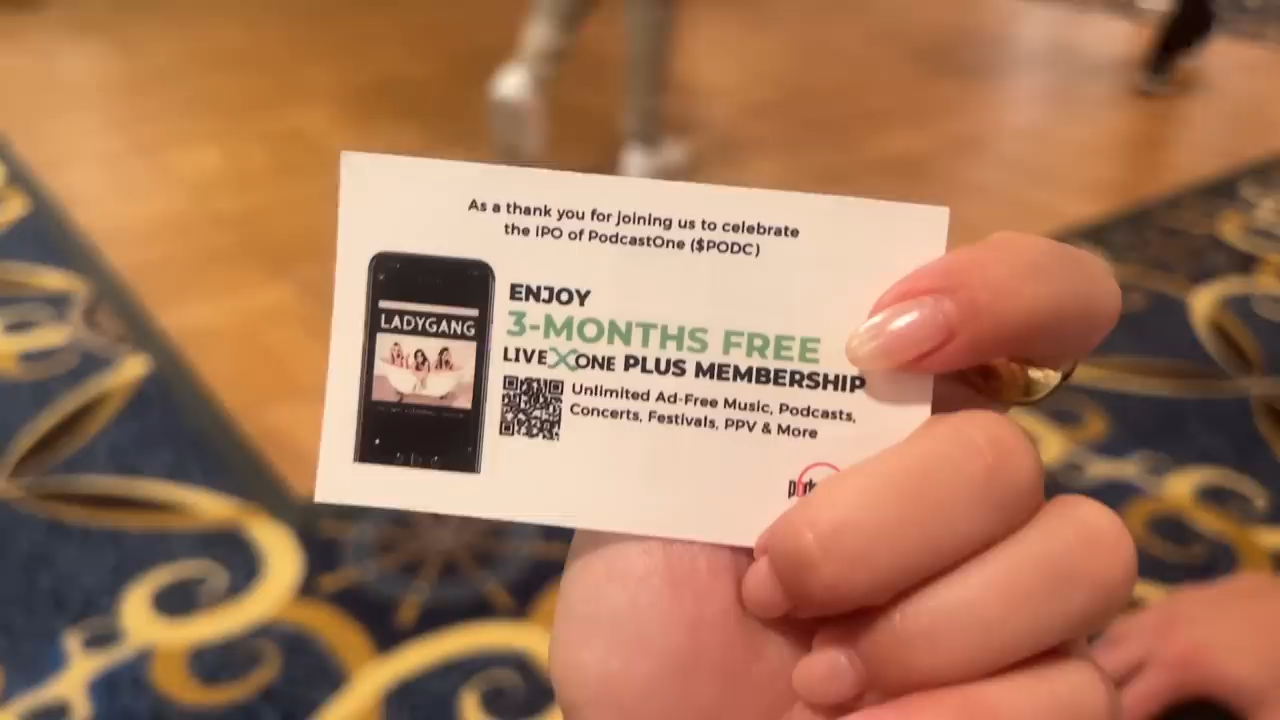 As a thank you for joining us to celebrate
the IPO of PodcastOne ($PODC)
LADYGANG
ENJOY
3-MONTHS FREE
LIVEXONE PLUS MEMBERSHIP
Unlimited Ad-Free Music, Podcasts,
Concerts, Festivals, PPV & More